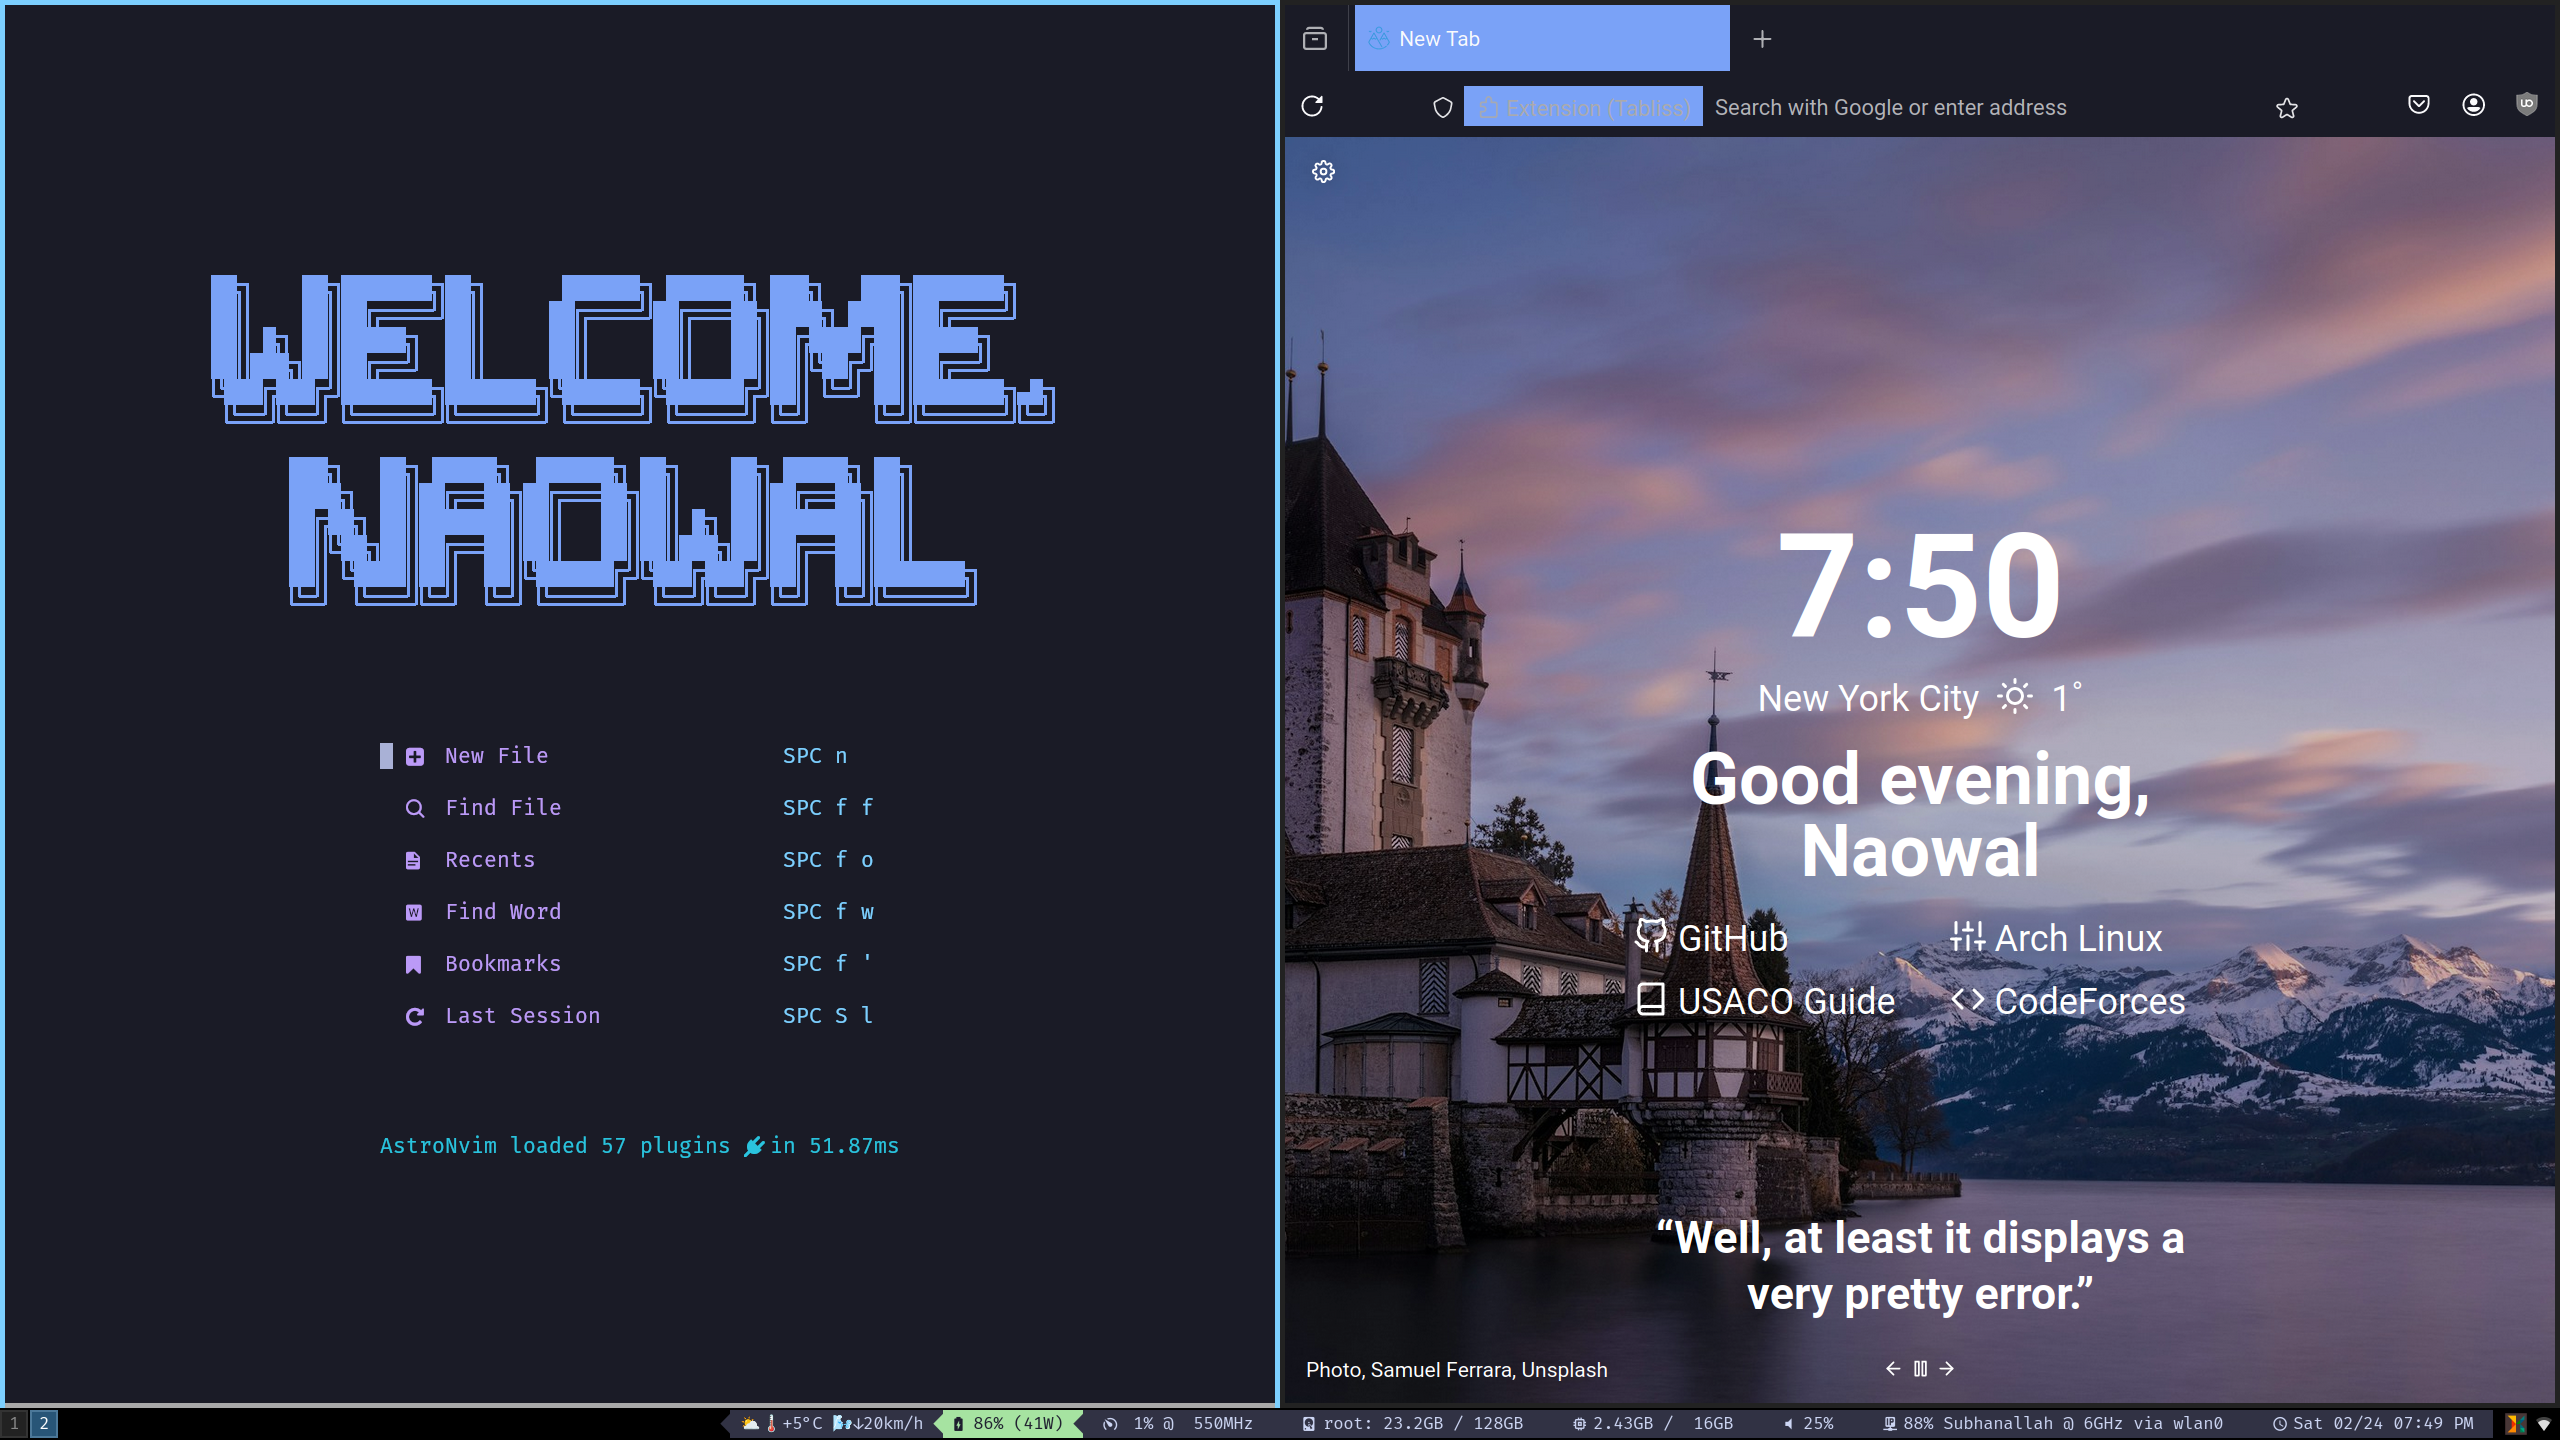 WELCOME.
NAOWAL
New File SPC n
Find File SPC f f
Recents SPC f o
Find Word SPC f w
Bookmarks SPC f '
Last Session SPC S l
AstroNvim loaded 57 plugins in 51.87ms
New Tab
Extension (Tabliss) Search with Google or enter address
7:50
New York City 1°
Good evening,
Naowal
GitHub Arch Linux
USACO Guide CodeForces
“Well, at least it displays a
very pretty error.”
Photo, Samuel Ferrara, Unsplash
1 2 +5°C ↓20km/h 86% (41W) 1% @ 550MHz root: 23.2GB / 128GB 2.43GB / 16GB 25% 88% Subhanallah @ 6GHz via wlan0 Sat 02/24 07:49 PM